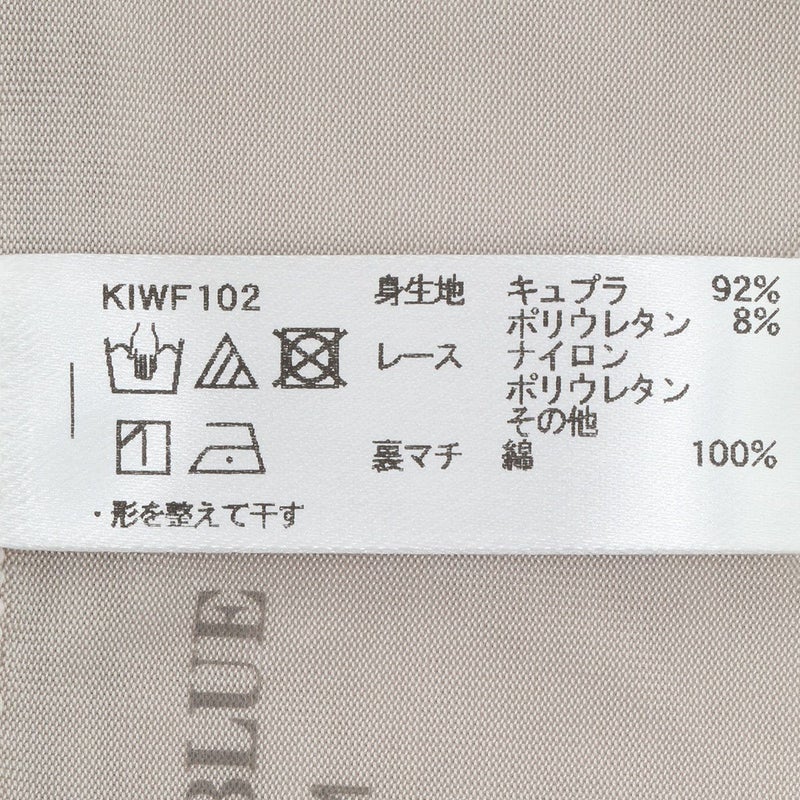 KIWF102
身生地 キュプラ 92%
ポリウレタン 8%
レース ナイロン
ポリウレタン
その他
裏マチ 綿 100%
・形を整えて干す
BLUE